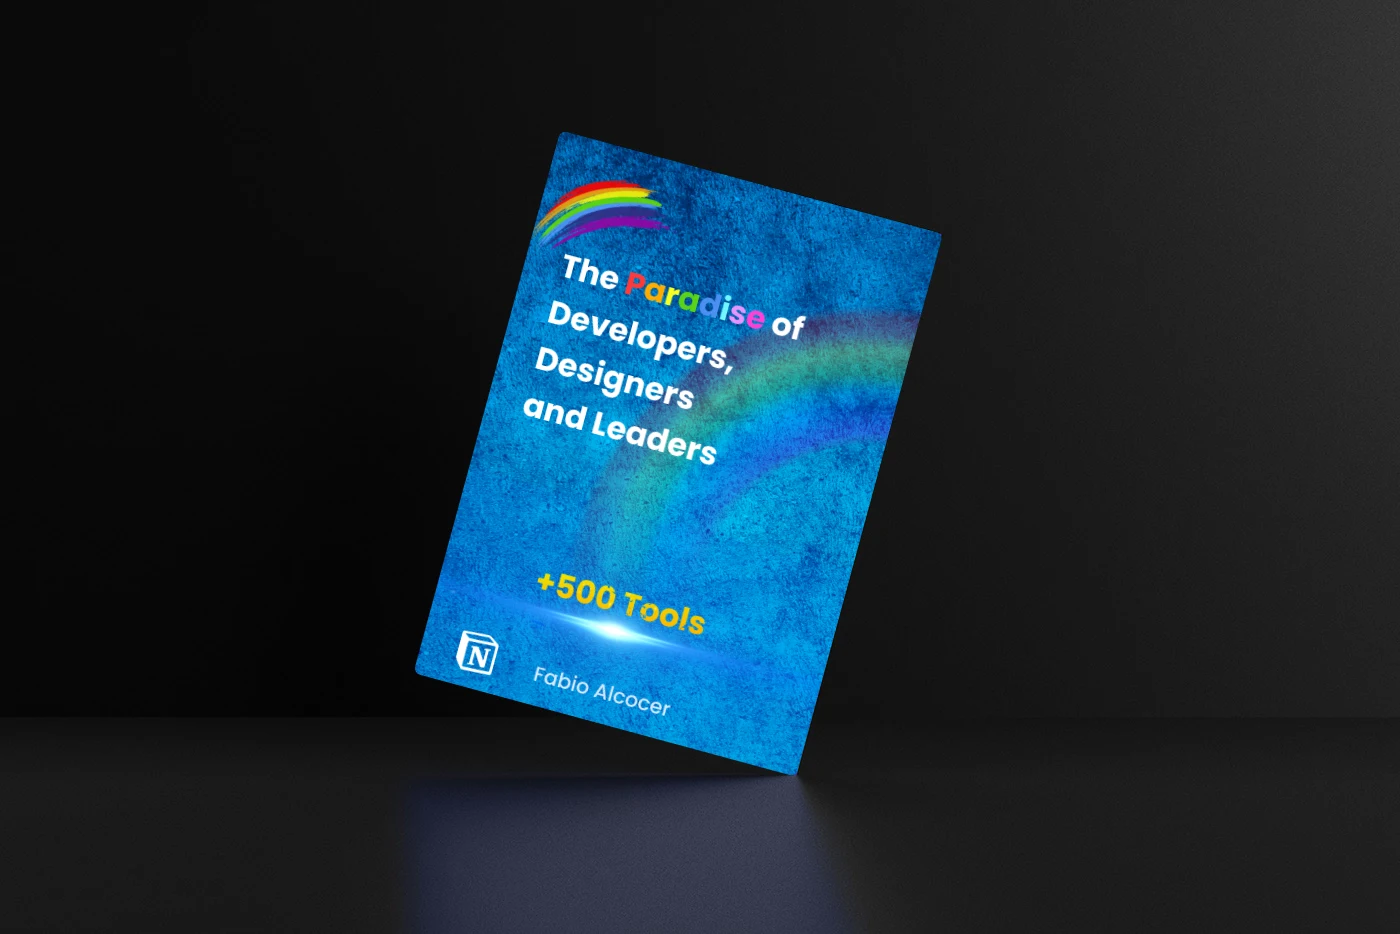 The Paradise of
Developers,
Designers
and Leaders
+500 Tools
N
Fabio Alcocer